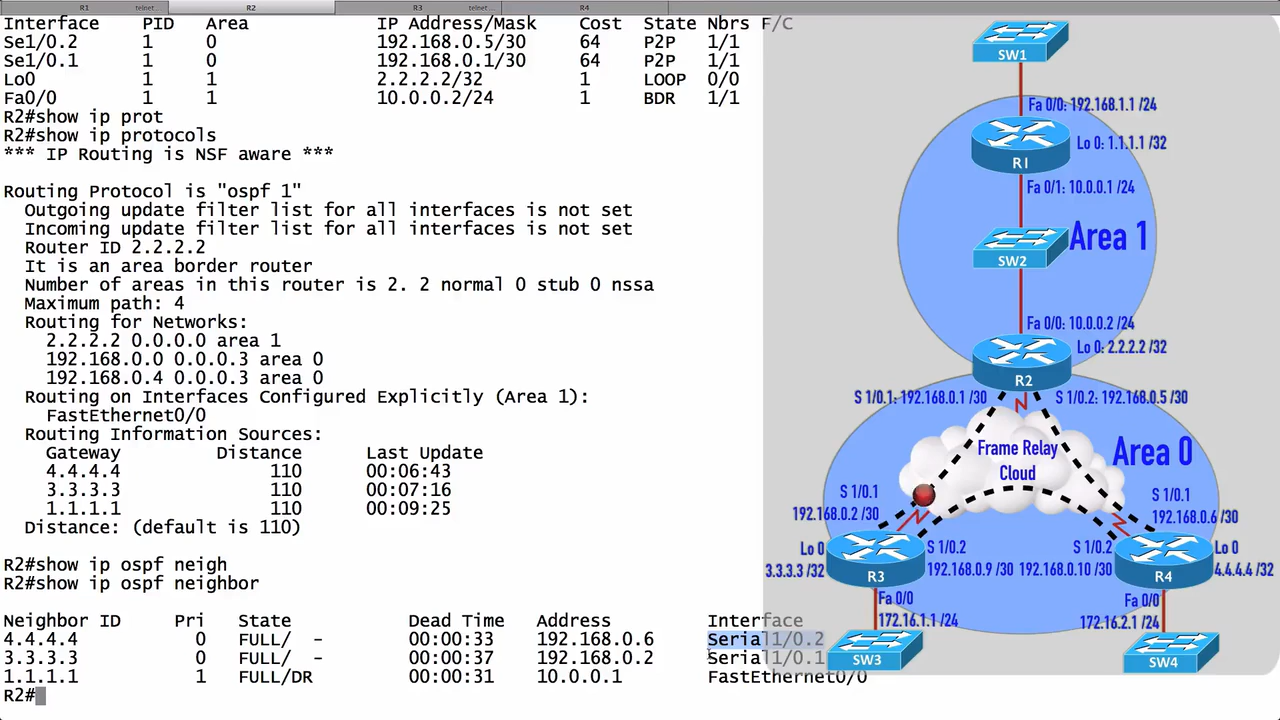 R1 telnet R2 R3 telnet... R4
Interface PID Area IP Address/Mask Cost State Nbrs F/C
Se1/0.2 1 0 192.168.0.5/30 64 P2P 1/1
Se1/0.1 1 0 192.168.0.1/30 64 P2P 1/1
Lo0 1 1 2.2.2.2/32 1 LOOP 0/0
Fa0/0 1 1 10.0.0.2/24 1 BDR 1/1
R2#show ip prot
R2#show ip protocols
*** IP Routing is NSF aware ***
Routing Protocol is "ospf 1"
Outgoing update filter list for all interfaces is not set
Incoming update filter list for all interfaces is not set
Router ID 2.2.2.2
It is an area border router
Number of areas in this router is 2. 2 normal 0 stub 0 nssa
Maximum path: 4
Routing for Networks:
2.2.2.2 0.0.0.0 area 1
192.168.0.0 0.0.0.3 area 0
192.168.0.4 0.0.0.3 area 0
Routing on Interfaces Configured Explicitly (Area 1):
FastEthernet0/0
Routing Information Sources:
Gateway Distance Last Update
4.4.4.4 110 00:06:43
3.3.3.3 110 00:07:16
1.1.1.1 110 00:09:25
Distance: (default is 110)
R2#show ip ospf neigh
R2#show ip ospf neighbor
Neighbor ID Pri State Dead Time Address Interface
4.4.4.4 0 FULL/ - 00:00:33 192.168.0.6 Serial1/0.2
3.3.3.3 0 FULL/ - 00:00:37 192.168.0.2 Serial1/0.1
1.1.1.1 1 FULL/DR 00:00:31 10.0.0.1 FastEthernet0/0
R2#
SW1
Fa 0/0: 192.168.1.1 /24
Lo 0: 1.1.1.1 /32
R1
Fa 0/1: 10.0.0.1 /24
Area 1
SW2
Fa 0/0: 10.0.0.2 /24
Lo 0: 2.2.2.2 /32
R2
S 1/0.1: 192.168.0.1 /30
S 1/0.2: 192.168.0.5 /30
Frame Relay
Cloud
Area 0
S 1/0.1
192.168.0.2 /30
S 1/0.1
192.168.0.6 /30
Lo 0
3.3.3.3 /32
R3
S 1/0.2
192.168.0.9 /30
S 1/0.2
192.168.0.10 /30
R4
Lo 0
4.4.4.4 /32
Fa 0/0
172.16.1.1 /24
Fa 0/0
172.16.2.1 /24
SW3
SW4